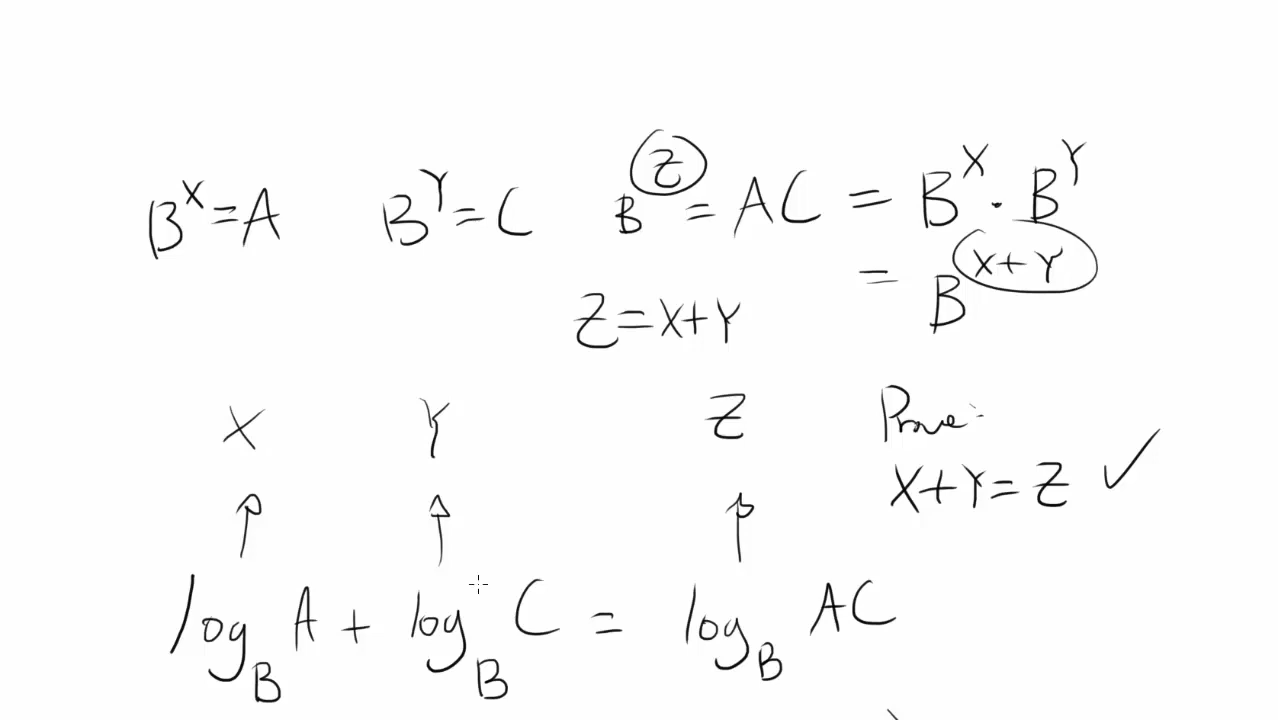 B^X = A   B^Y = C   B^Z = AC = B^X · B^Y
= B^{X+Y}
Z = X+Y
X   Y   Z   Prove:
X+Y = Z ✓
↑   ↑   ↑
log_B A + log_B C = log_B AC